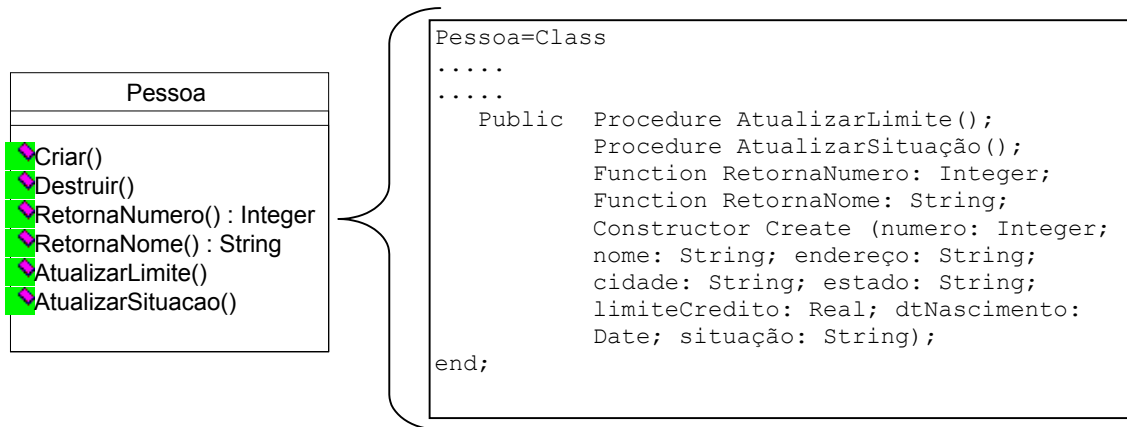 Pessoa
Criar()
Destruir()
RetornaNumero() : Integer
RetornaNome() : String
AtualizarLimite()
AtualizarSituacao()
Pessoa=Class
.....
.....
Public Procedure AtualizarLimite();
Procedure AtualizarSituação();
Function RetornaNumero: Integer;
Function RetornaNome: String;
Constructor Create (numero: Integer;
nome: String; endereço: String;
cidade: String; estado: String;
limiteCredito: Real; dtNascimento:
Date; situação: String);
end;